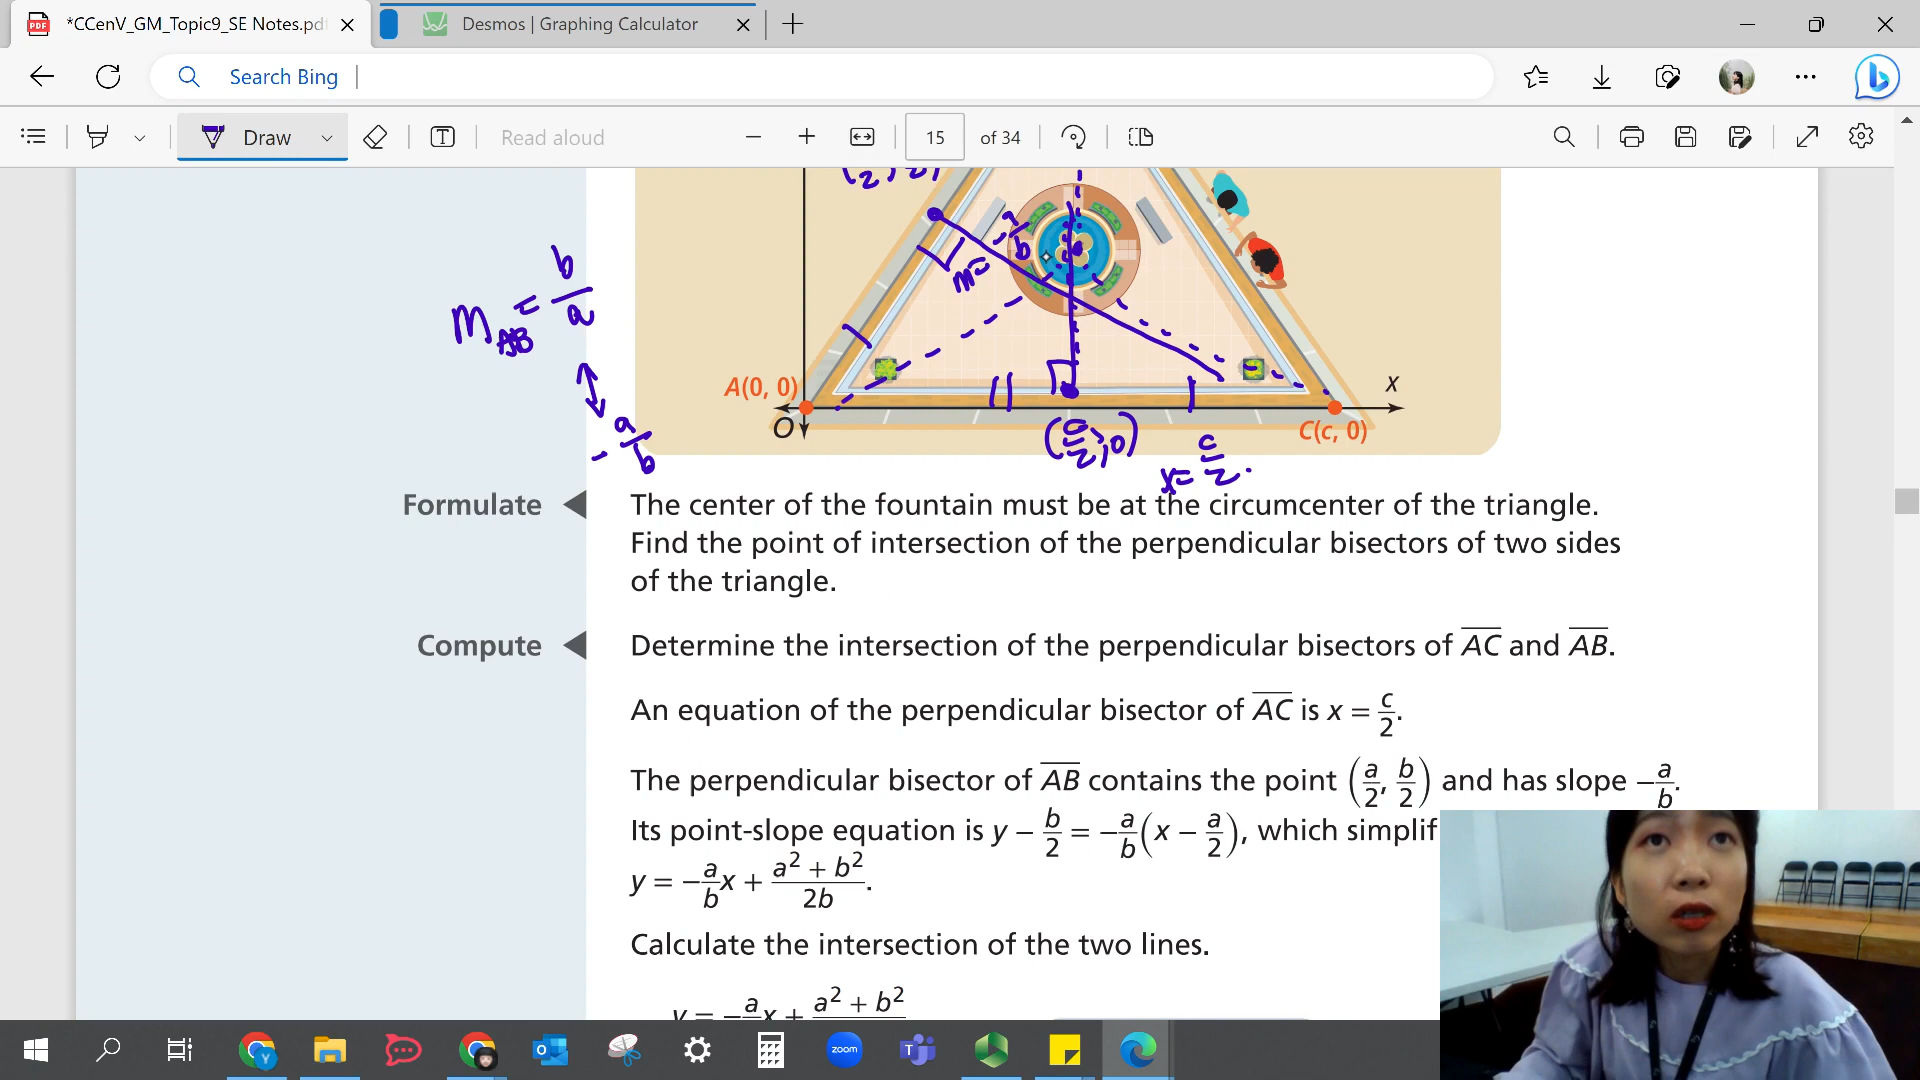 *CCenV_GM_Topic9_SE Notes.pdf
Desmos | Graphing Calculator
Search Bing
Draw
Read aloud
15 of 34
m = -a/b
M_AB = b/a
-a/b
A(0, 0)
O
x
C(c, 0)
(c/2, 0)
x = c/2.
Formulate
The center of the fountain must be at the circumcenter of the triangle.
Find the point of intersection of the perpendicular bisectors of two sides
of the triangle.
Compute
Determine the intersection of the perpendicular bisectors of A̅C̅ and A̅B̅.
An equation of the perpendicular bisector of A̅C̅ is x = c/2.
The perpendicular bisector of A̅B̅ contains the point (a/2, b/2) and has slope −a/b.
Its point-slope equation is y − b/2 = −a/b(x − a/2), which simplif
y = −a/b x + (a² + b²)/2b.
Calculate the intersection of the two lines.
y = −a/b x + a² + b²
zoom